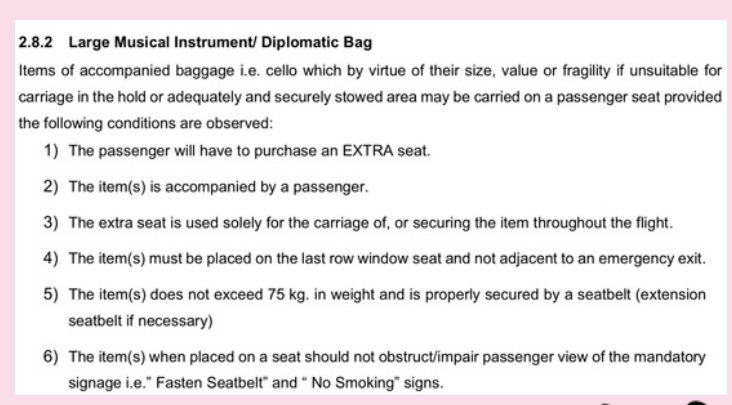 2.8.2 Large Musical Instrument/ Diplomatic Bag
Items of accompanied baggage i.e. cello which by virtue of their size, value or fragility if unsuitable for
carriage in the hold or adequately and securely stowed area may be carried on a passenger seat provided
the following conditions are observed:
1) The passenger will have to purchase an EXTRA seat.
2) The item(s) is accompanied by a passenger.
3) The extra seat is used solely for the carriage of, or securing the item throughout the flight.
4) The item(s) must be placed on the last row window seat and not adjacent to an emergency exit.
5) The item(s) does not exceed 75 kg. in weight and is properly secured by a seatbelt (extension
seatbelt if necessary)
6) The item(s) when placed on a seat should not obstruct/impair passenger view of the mandatory
signage i.e.” Fasten Seatbelt” and “ No Smoking” signs.